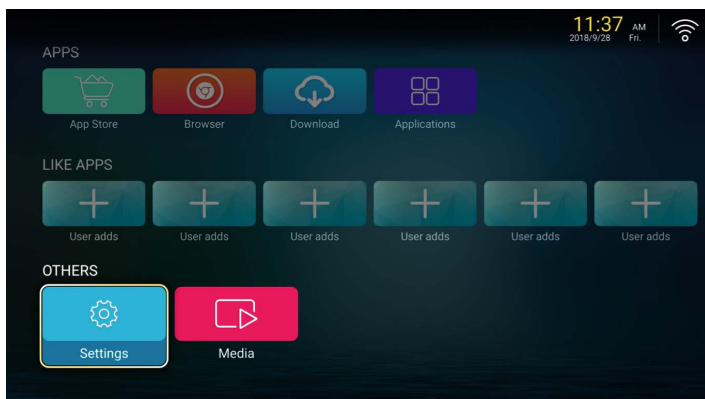 11:37 AM
2018/9/28 Fri.
APPS
App Store Browser Download Applications
LIKE APPS
User adds User adds User adds User adds User adds User adds
OTHERS
Settings Media